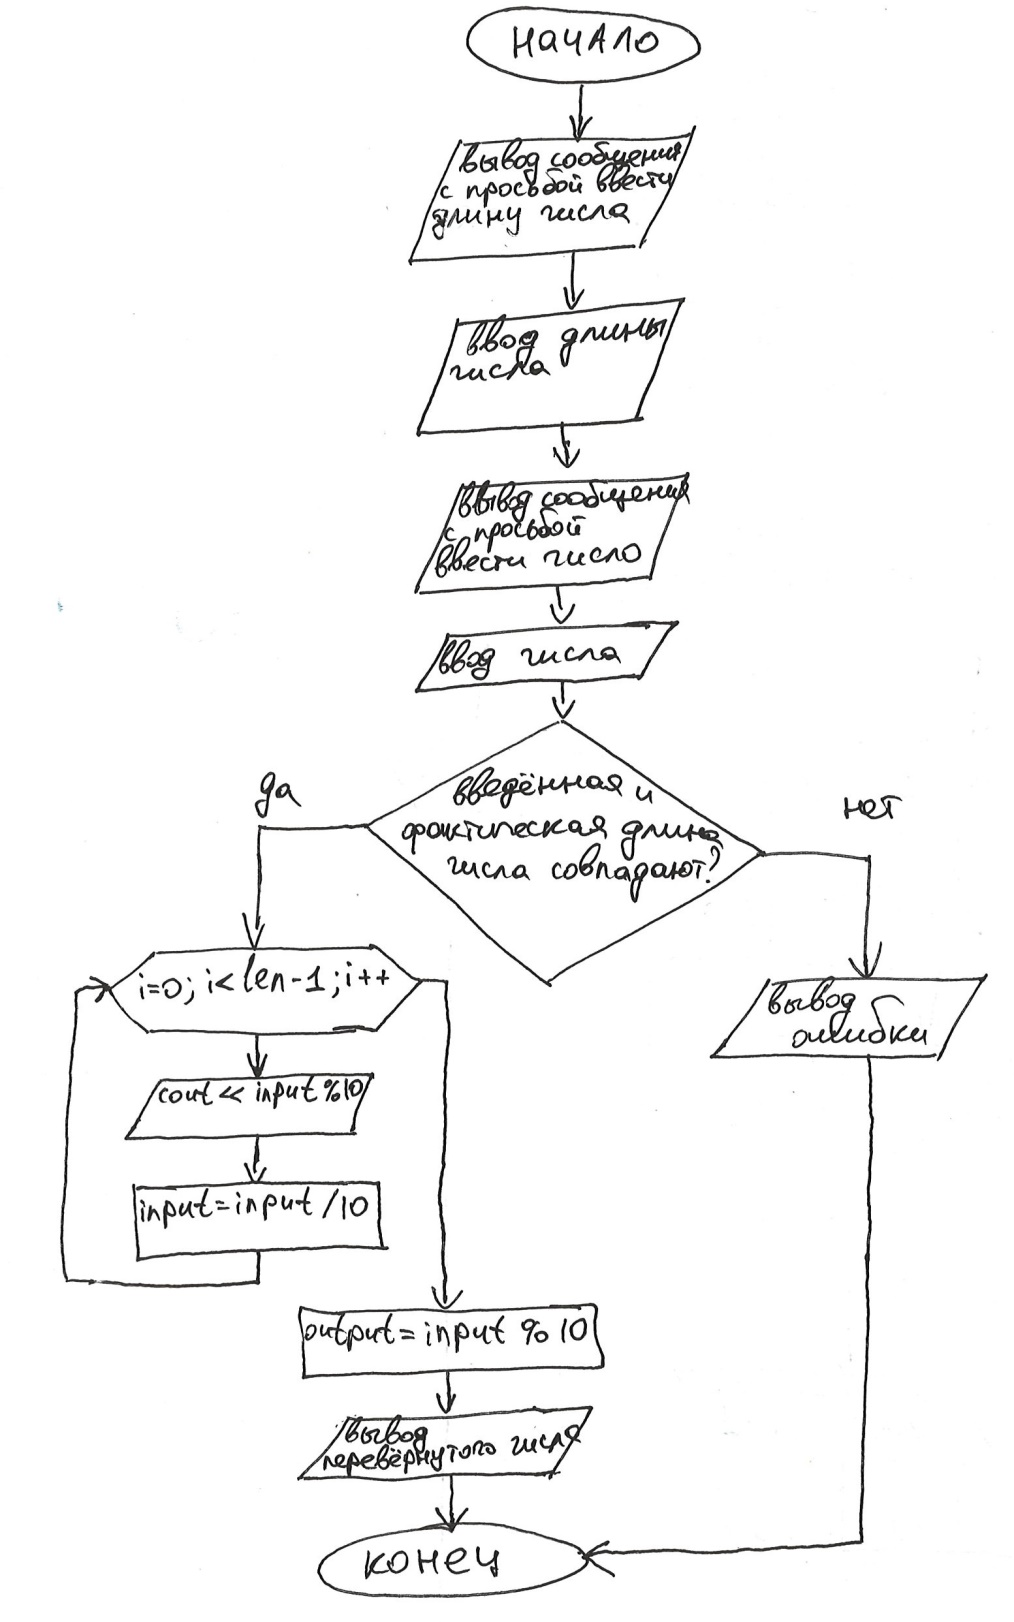 начало
вывод сообщения
с просьбой ввести
длину числа
ввод длины
числа
вывод сообщения
с просьбой
ввести число
ввод числа
введённая и
фактическая длина
числа совпадают?
да
нет
i=0; i<len-1; i++
cout << input %10
input=input /10
вывод
ошибки
output=input % 10
вывод
перевёрнутого числа
конец